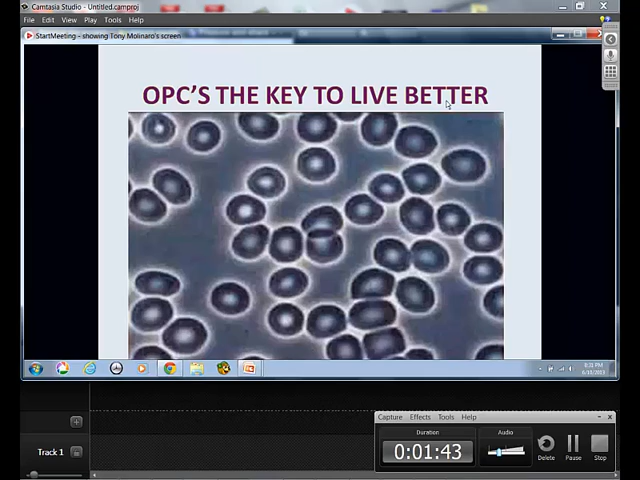 Camtasia Studio - Untitled.camproj
File Edit View Play Tools Help
StartMeeting - showing Tony Molinaro's screen
OPC'S THE KEY TO LIVE BETTER
Capture Effects Tools Help
Duration
Audio
0:01:43
Delete
Pause
Stop
Track 1